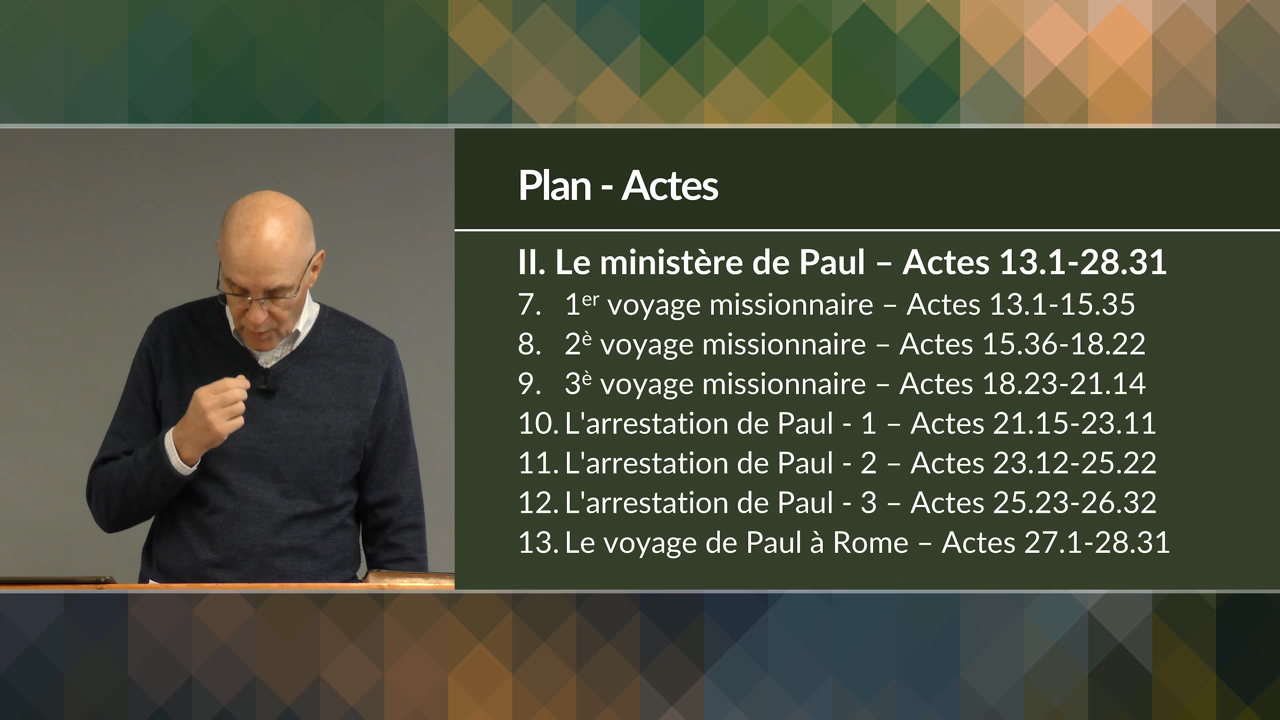 Plan - Actes
II. Le ministère de Paul – Actes 13.1-28.31
7. 1er voyage missionnaire – Actes 13.1-15.35
8. 2è voyage missionnaire – Actes 15.36-18.22
9. 3è voyage missionnaire – Actes 18.23-21.14
10. L'arrestation de Paul - 1 – Actes 21.15-23.11
11. L'arrestation de Paul - 2 – Actes 23.12-25.22
12. L'arrestation de Paul - 3 – Actes 25.23-26.32
13. Le voyage de Paul à Rome – Actes 27.1-28.31